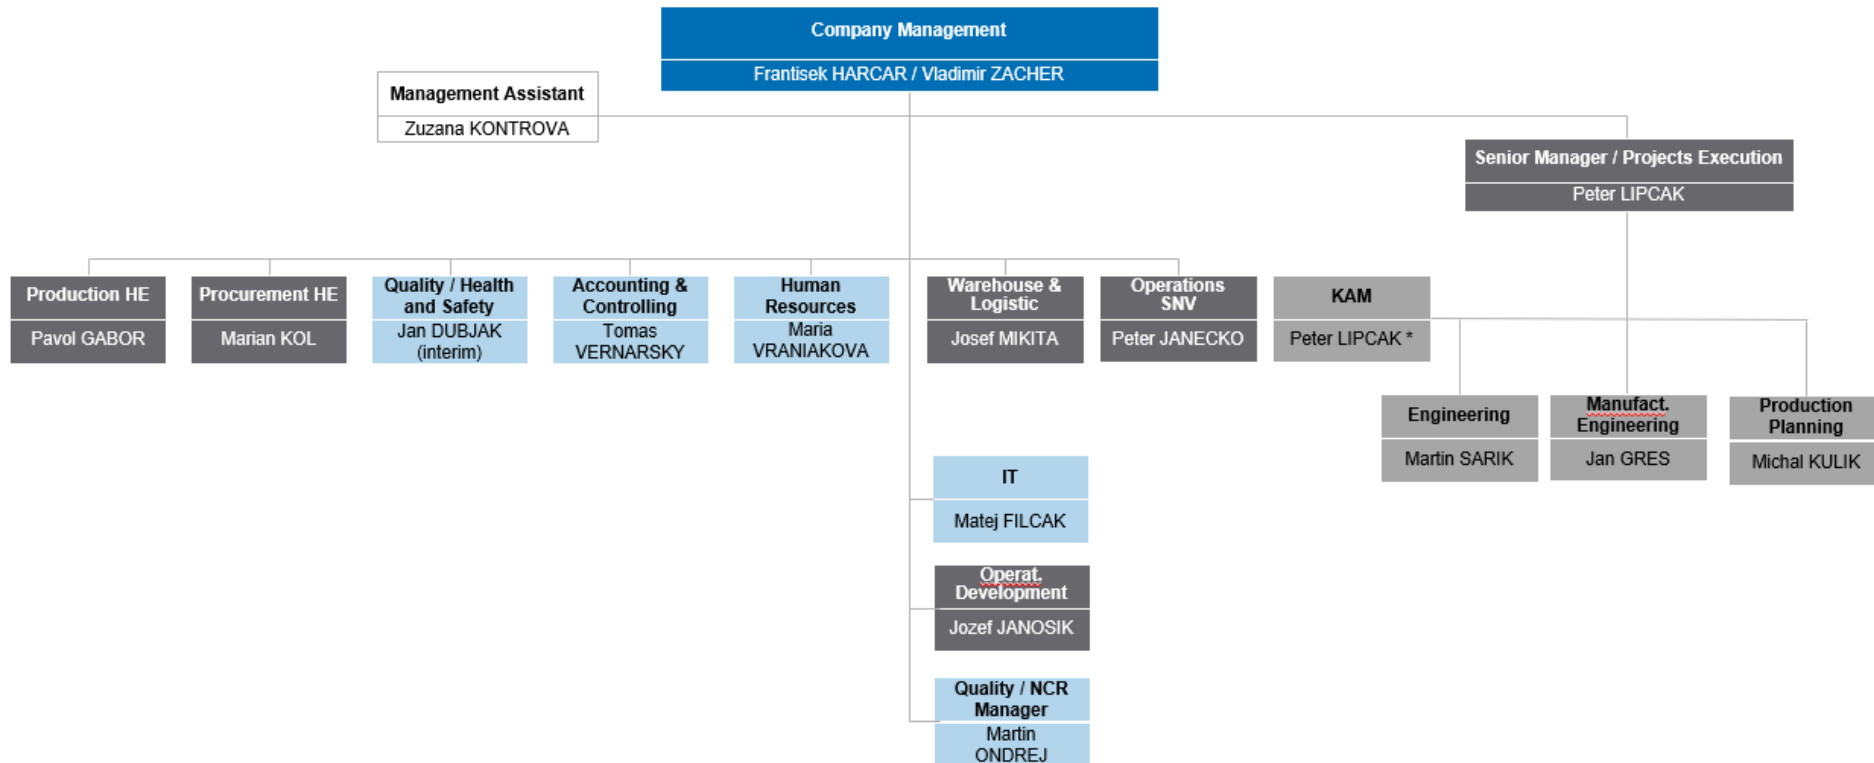 Company Management
Frantisek HARCAR / Vladimir ZACHER
Management Assistant
Zuzana KONTROVA
Senior Manager / Projects Execution
Peter LIPCAK
Production HE
Pavol GABOR
Procurement HE
Marian KOL
Quality / Health
and Safety
Jan DUBJAK
(interim)
Accounting &
Controlling
Tomas
VERNARSKY
Human
Resources
Maria
VRANIAKOVA
Warehouse &
Logistic
Josef MIKITA
Operations
SNV
Peter JANECKO
KAM
Peter LIPCAK *
Engineering
Martin SARIK
Manufact.
Engineering
Jan GRES
Production
Planning
Michal KULIK
IT
Matej FILCAK
Operat.
Development
Jozef JANOSIK
Quality / NCR
Manager
Martin
ONDREJ